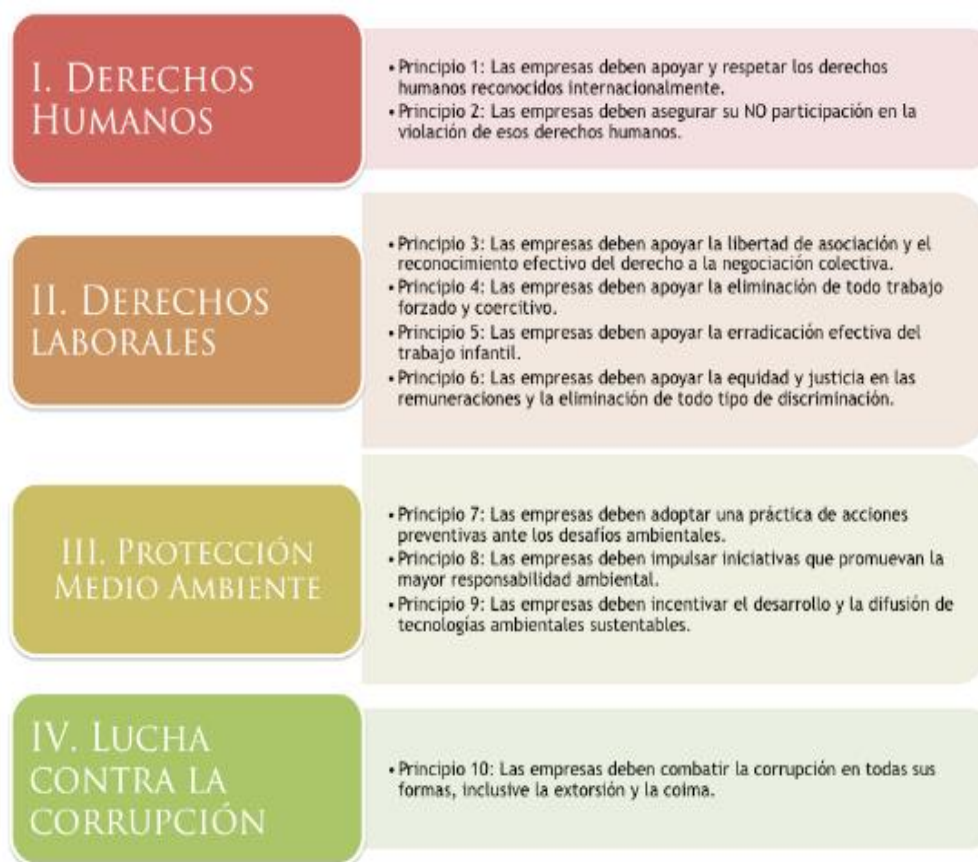 I. DERECHOS
HUMANOS
• Principio 1: Las empresas deben apoyar y respetar los derechos
humanos reconocidos internacionalmente.
• Principio 2: Las empresas deben asegurar su NO participación en la
violación de esos derechos humanos.
II. DERECHOS
LABORALES
• Principio 3: Las empresas deben apoyar la libertad de asociación y el
reconocimiento efectivo del derecho a la negociación colectiva.
• Principio 4: Las empresas deben apoyar la eliminación de todo trabajo
forzado y coercitivo.
• Principio 5: Las empresas deben apoyar la erradicación efectiva del
trabajo infantil.
• Principio 6: Las empresas deben apoyar la equidad y justicia en las
remuneraciones y la eliminación de todo tipo de discriminación.
III. PROTECCIÓN
MEDIO AMBIENTE
• Principio 7: Las empresas deben adoptar una práctica de acciones
preventivas ante los desafíos ambientales.
• Principio 8: Las empresas deben impulsar iniciativas que promuevan la
mayor responsabilidad ambiental.
• Principio 9: Las empresas deben incentivar el desarrollo y la difusión de
tecnologías ambientales sustentables.
IV. LUCHA
CONTRA LA
CORRUPCIÓN
• Principio 10: Las empresas deben combatir la corrupción en todas sus
formas, inclusive la extorsión y la coima.